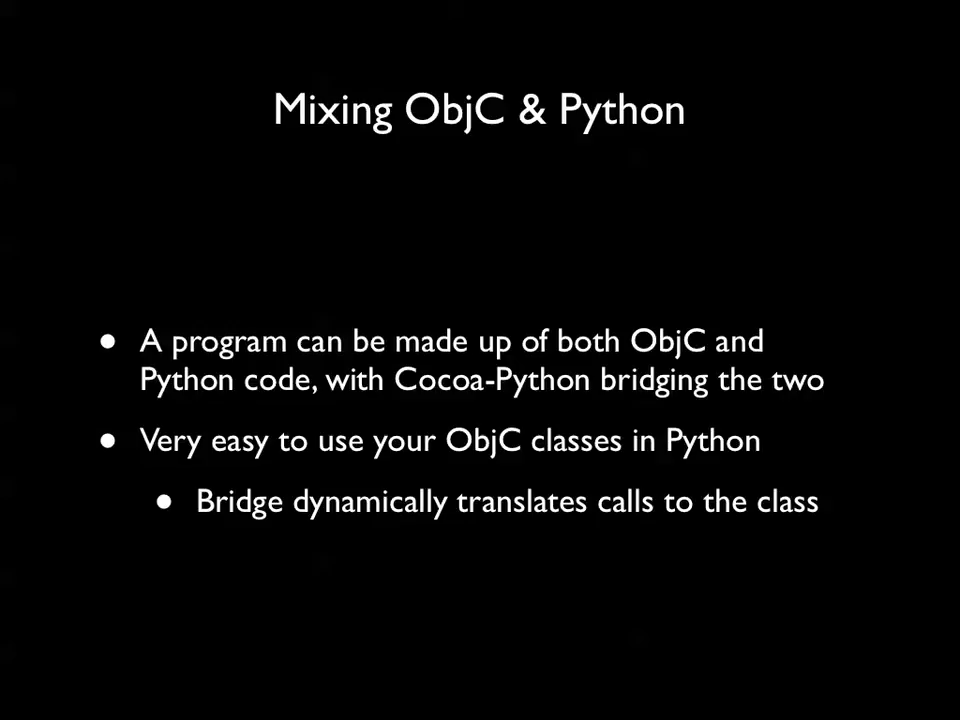 Mixing ObjC & Python
• A program can be made up of both ObjC and
Python code, with Cocoa-Python bridging the two
• Very easy to use your ObjC classes in Python
• Bridge dynamically translates calls to the class